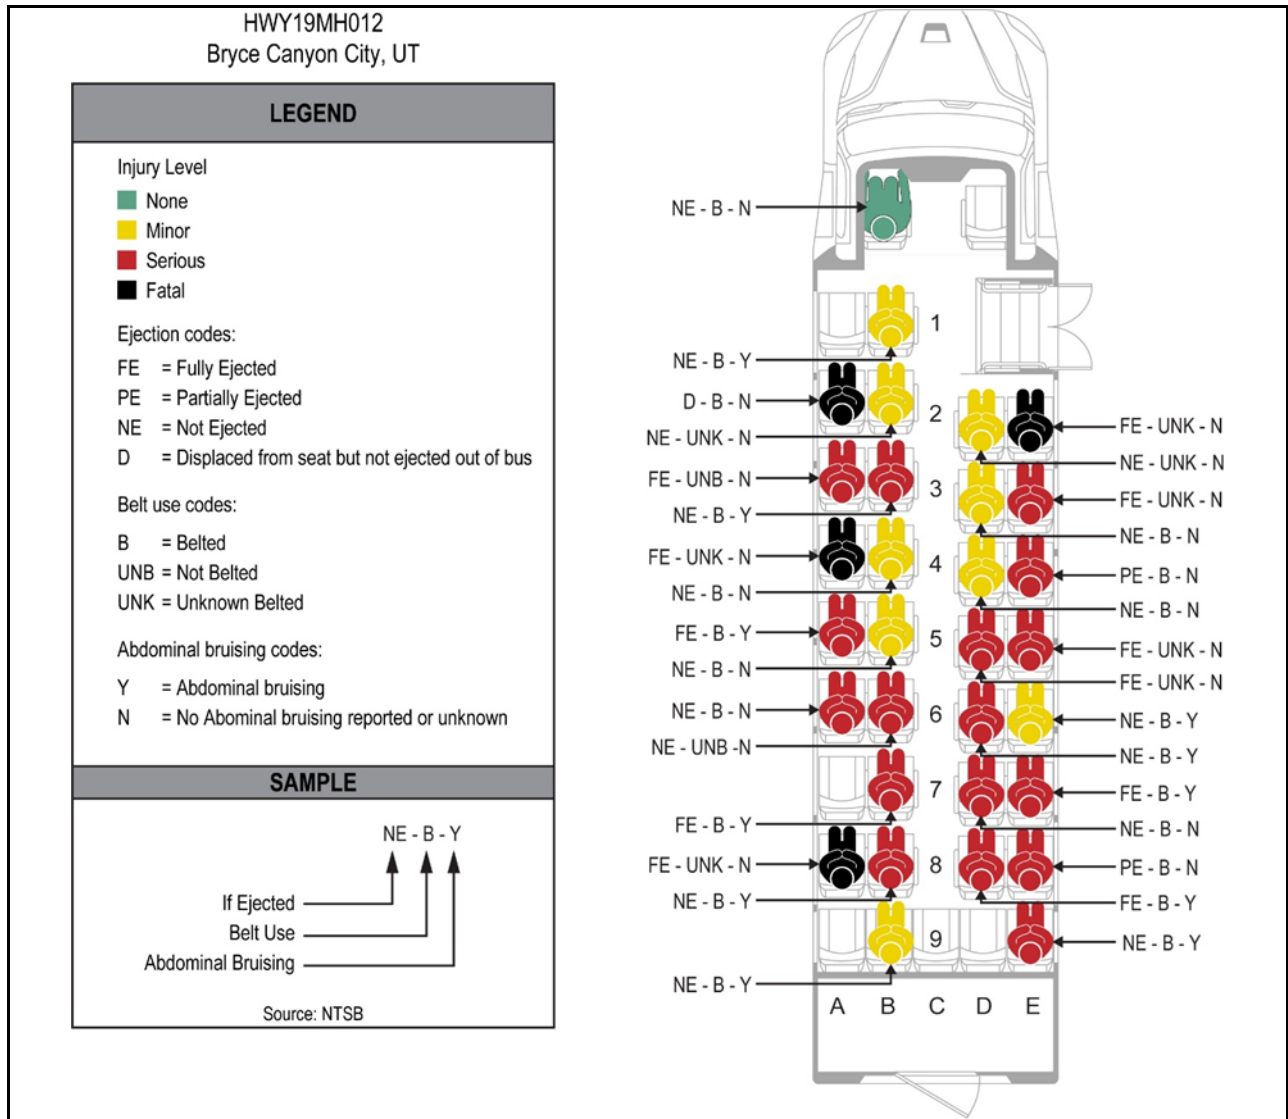 HWY19MH012
Bryce Canyon City, UT
LEGEND
Injury Level
None
Minor
Serious
Fatal
Ejection codes:
FE = Fully Ejected
PE = Partially Ejected
NE = Not Ejected
D = Displaced from seat but not ejected out of bus
Belt use codes:
B = Belted
UNB = Not Belted
UNK = Unknown Belted
Abdominal bruising codes:
Y = Abdominal bruising
N = No Abominal bruising reported or unknown
SAMPLE
NE - B - Y
If Ejected
Belt Use
Abdominal Bruising
Source: NTSB
NE - B - N
1
NE - B - Y
D - B - N
2
FE - UNK - N
NE - UNK - N
NE - UNK - N
FE - UNB - N
3
FE - UNK - N
NE - B - Y
NE - B - N
FE - UNK - N
4
PE - B - N
NE - B - N
NE - B - N
FE - B - Y
5
FE - UNK - N
NE - B - N
FE - UNK - N
NE - B - N
6
NE - B - Y
NE - UNB -N
NE - B - Y
7
FE - B - Y
FE - B - Y
NE - B - N
FE - UNK - N
8
PE - B - N
NE - B - Y
FE - B - Y
9
NE - B - Y
NE - B - Y
A B C D E